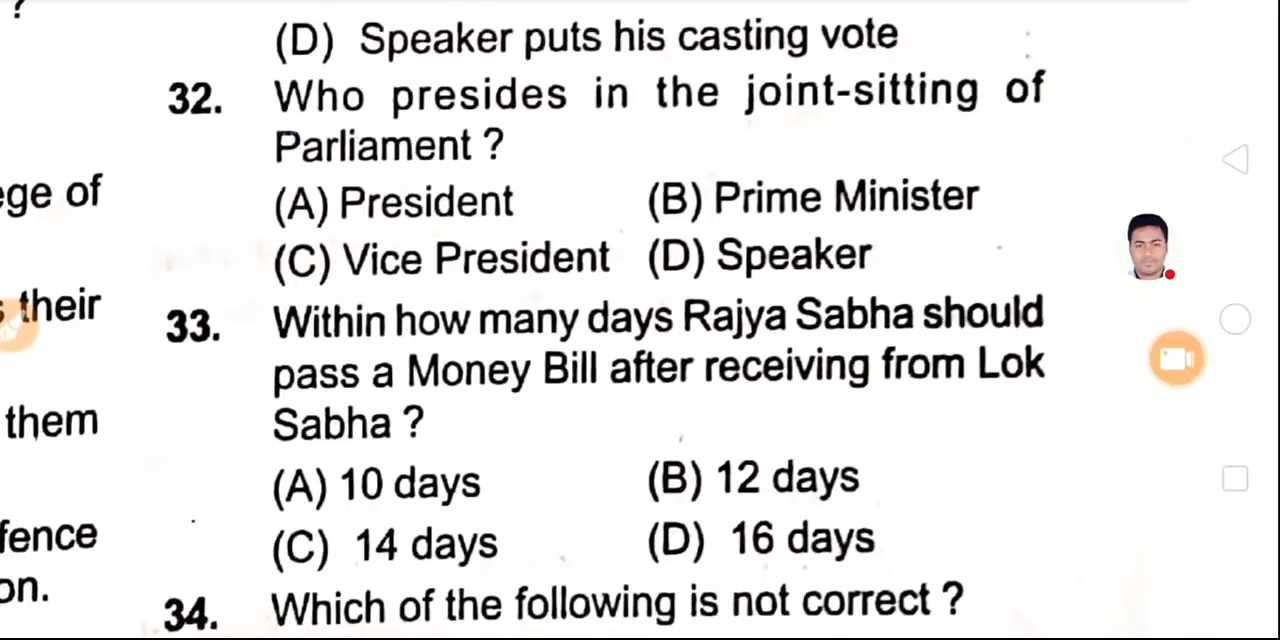 ?
(D) Speaker puts his casting vote
32. Who presides in the joint-sitting of
Parliament ?
ge of
(A) President (B) Prime Minister
(C) Vice President (D) Speaker
their
33. Within how many days Rajya Sabha should
pass a Money Bill after receiving from Lok
them
Sabha ?
(A) 10 days (B) 12 days
fence
(C) 14 days (D) 16 days
on.
34. Which of the following is not correct ?